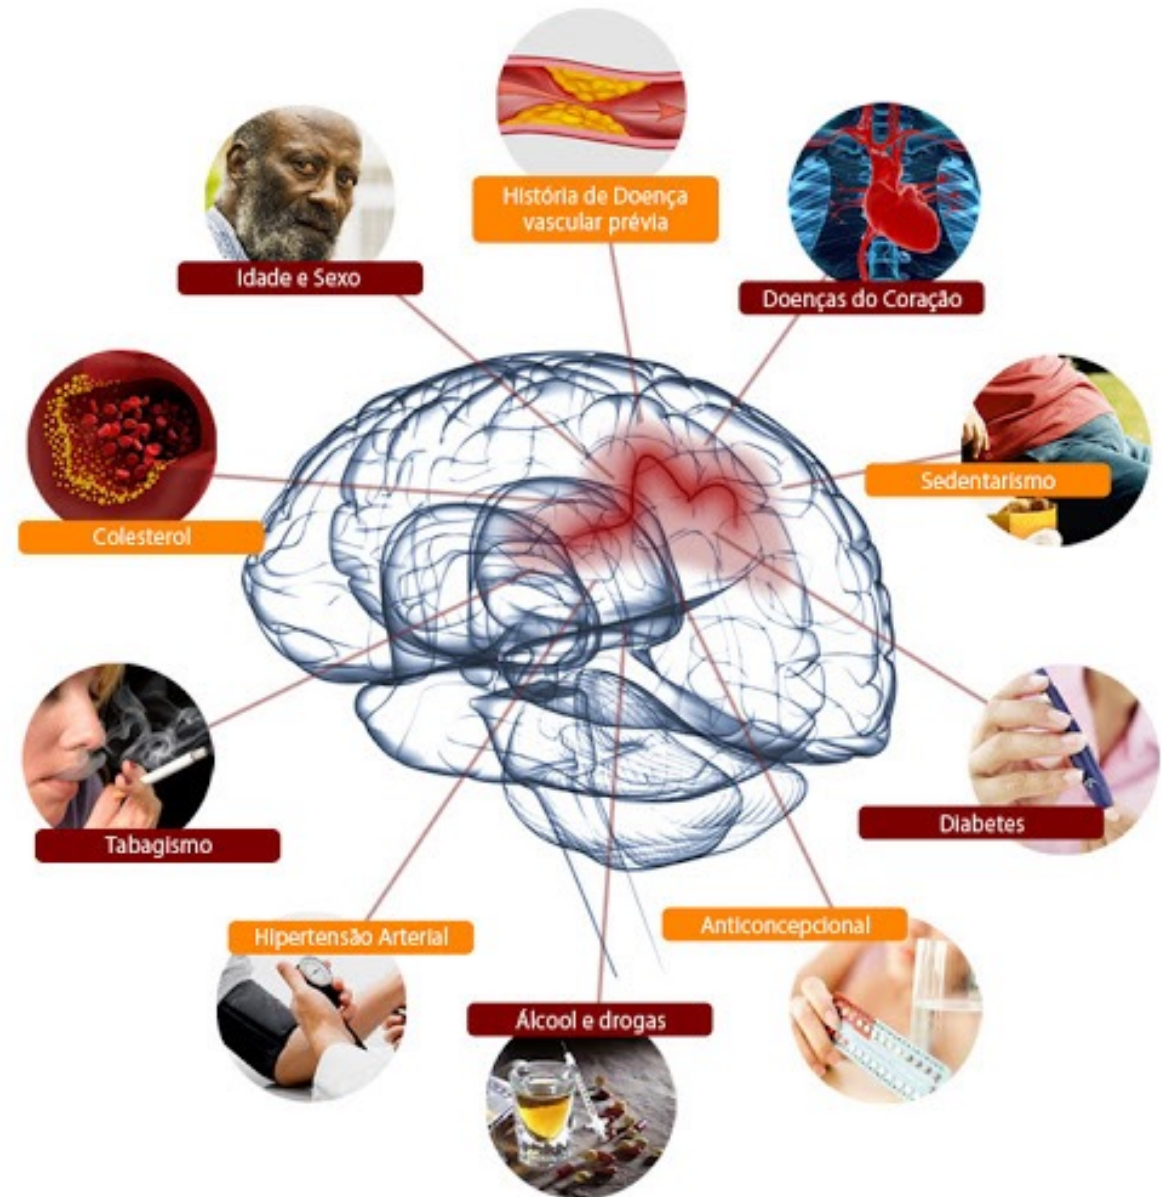 História de Doença
vascular prévia
Idade e Sexo
Doenças do Coração
Colesterol
Sedentarismo
Tabagismo
Diabetes
Hipertensão Arterial
Anticoncepcional
Álcool e drogas